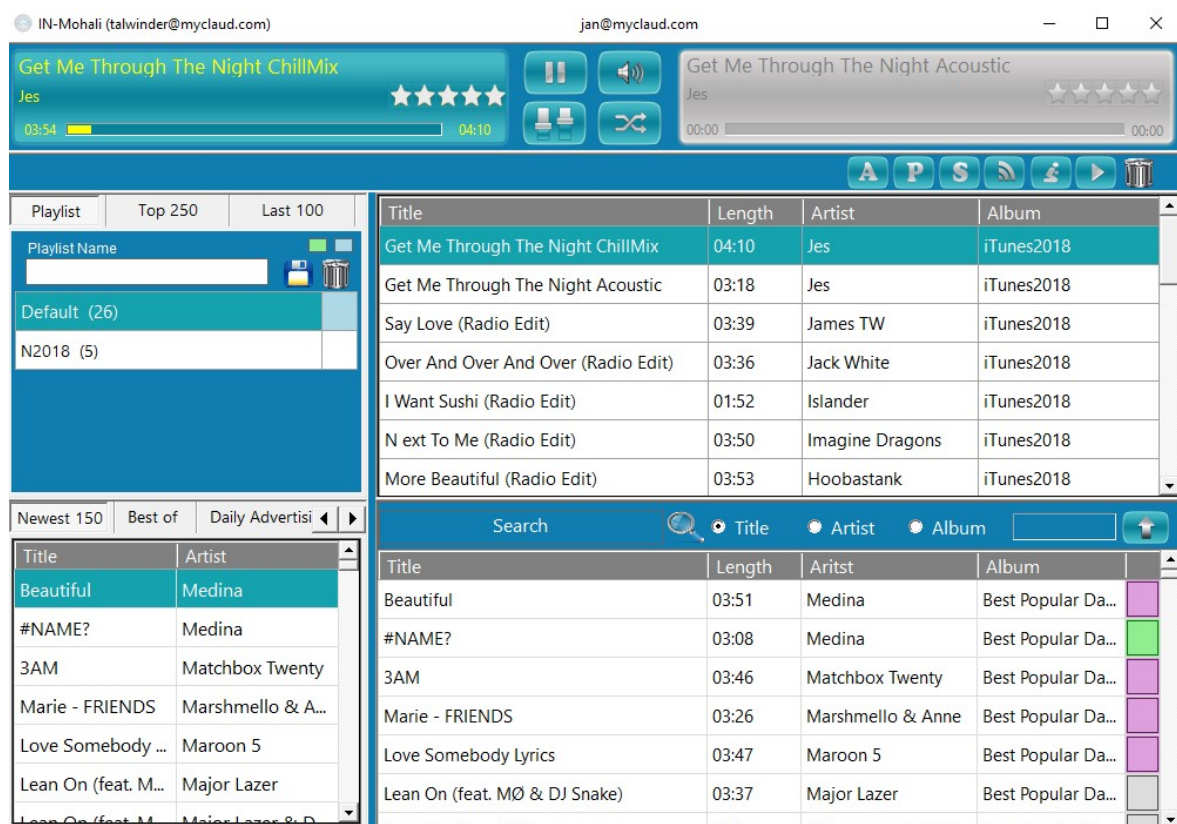 IN-Mohali (talwinder@myclaud.com) jan@myclaud.com
Get Me Through The Night ChillMix
Jes
03:54 04:10
Get Me Through The Night Acoustic
Jes
00:00 00:00
A P S
Playlist Top 250 Last 100
Playlist Name
Default (26)
N2018 (5)
Title Length Artist Album
Get Me Through The Night ChillMix 04:10 Jes iTunes2018
Get Me Through The Night Acoustic 03:18 Jes iTunes2018
Say Love (Radio Edit) 03:39 James TW iTunes2018
Over And Over And Over (Radio Edit) 03:36 Jack White iTunes2018
I Want Sushi (Radio Edit) 01:52 Islander iTunes2018
N ext To Me (Radio Edit) 03:50 Imagine Dragons iTunes2018
More Beautiful (Radio Edit) 03:53 Hoobastank iTunes2018
Newest 150 Best of Daily Advertisi
Title Artist
Beautiful Medina
#NAME? Medina
3AM Matchbox Twenty
Marie - FRIENDS Marshmello & A...
Love Somebody ... Maroon 5
Lean On (feat. M... Major Lazer
Lean On (feat. M... Major Lazer & D...
Search Title Artist Album
Title Length Aritst Album
Beautiful 03:51 Medina Best Popular Da...
#NAME? 03:08 Medina Best Popular Da...
3AM 03:46 Matchbox Twenty Best Popular Da...
Marie - FRIENDS 03:26 Marshmello & Anne Best Popular Da...
Love Somebody Lyrics 03:47 Maroon 5 Best Popular Da...
Lean On (feat. MØ & DJ Snake) 03:37 Major Lazer Best Popular Da...